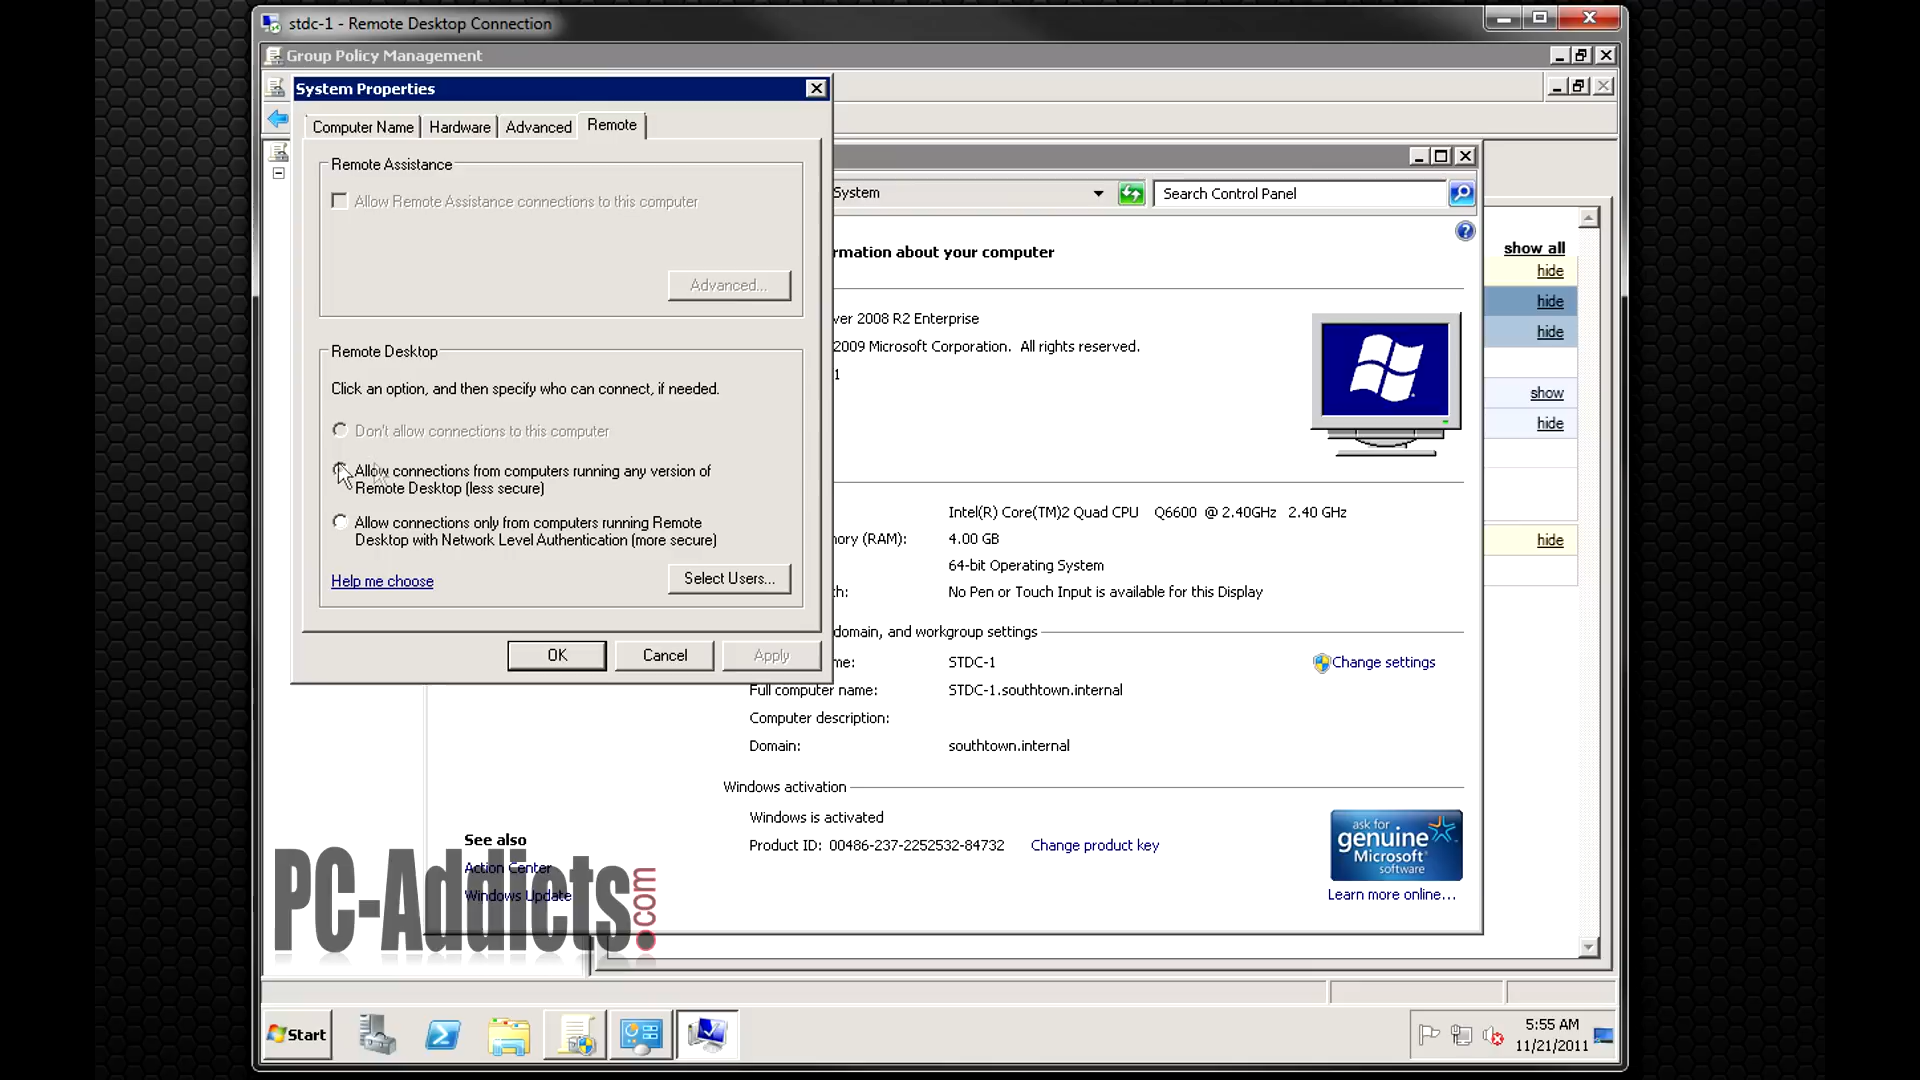 stdc-1 - Remote Desktop Connection
Group Policy Management
System Properties
Computer Name
Hardware
Advanced
Remote
Remote Assistance
Allow Remote Assistance connections to this computer
Advanced...
Remote Desktop
Click an option, and then specify who can connect, if needed.
Don't allow connections to this computer
Allow connections from computers running any version of
Remote Desktop (less secure)
Allow connections only from computers running Remote
Desktop with Network Level Authentication (more secure)
Help me choose
Select Users...
OK
Cancel
Apply
System
Search Control Panel
rmation about your computer
ver 2008 R2 Enterprise
2009 Microsoft Corporation. All rights reserved.
1
Intel(R) Core(TM)2 Quad CPU Q6600 @ 2.40GHz 2.40 GHz
ory (RAM): 4.00 GB
64-bit Operating System
h: No Pen or Touch Input is available for this Display
domain, and workgroup settings
me: STDC-1
Change settings
Full computer name: STDC-1.southtown.internal
Computer description:
Domain: southtown.internal
Windows activation
Windows is activated
Product ID: 00486-237-2252532-84732 Change product key
ask for
genuine
Microsoft
software
Learn more online...
See also
Action Center
Windows Update
show all
hide
hide
hide
show
hide
hide
PC-Addicts.com
Start
5:55 AM
11/21/2011